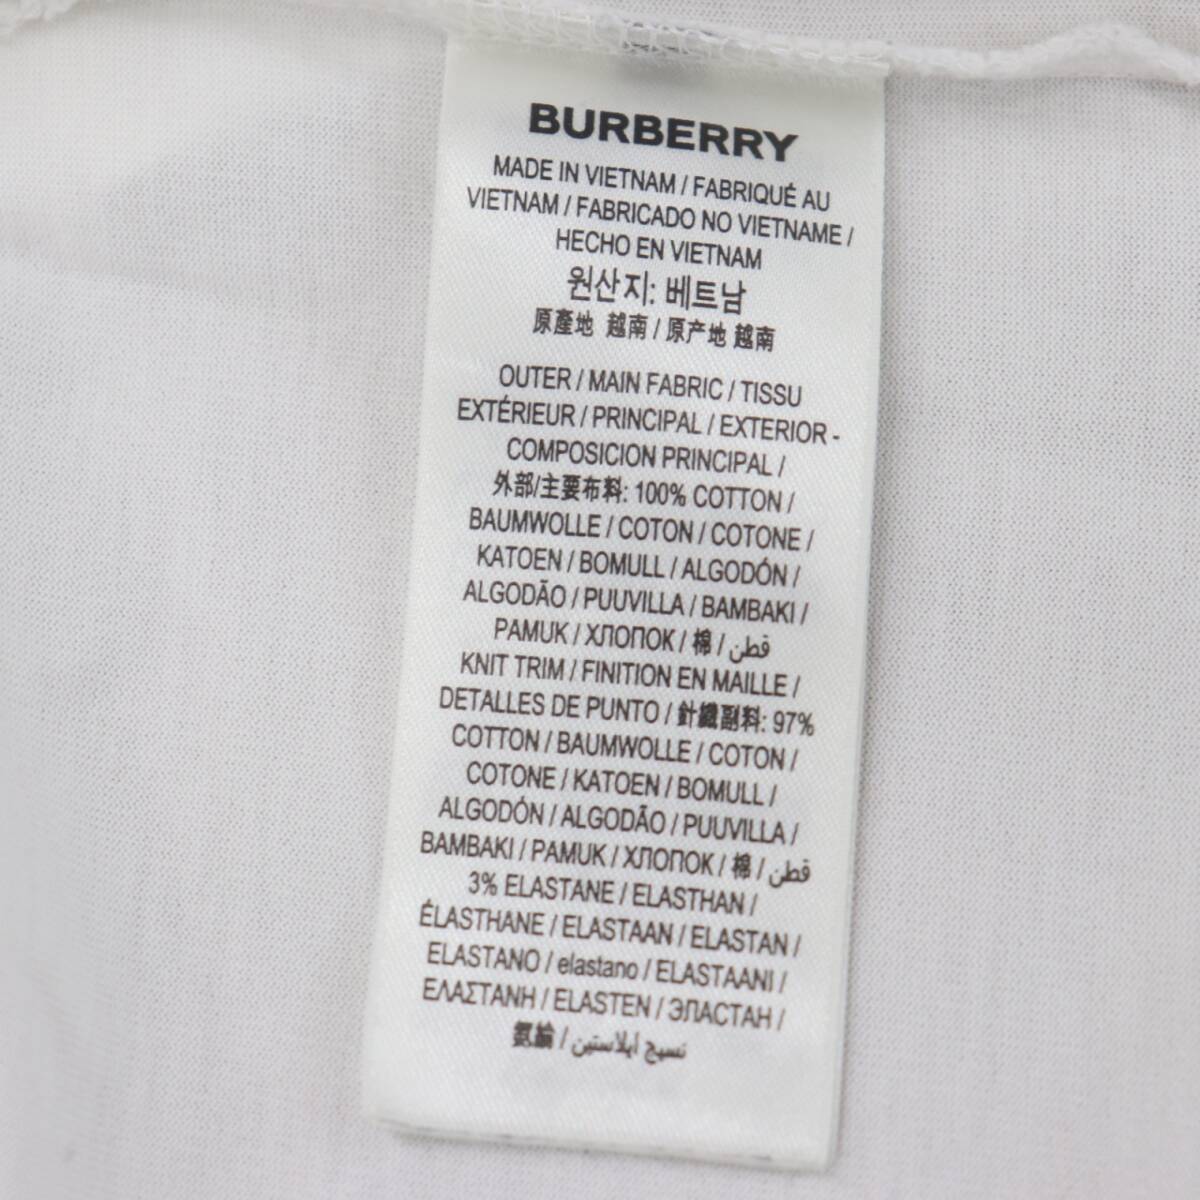 BURBERRY
MADE IN VIETNAM / FABRIQUÉ AU
VIETNAM / FABRICADO NO VIETNAME /
HECHO EN VIETNAM
원산지: 베트남
原產地 越南 / 原产地 越南
OUTER / MAIN FABRIC / TISSU
EXTÉRIEUR / PRINCIPAL / EXTERIOR -
COMPOSICION PRINCIPAL /
外部/主要布料: 100% COTTON /
BAUMWOLLE / COTON / COTONE /
KATOEN / BOMULL / ALGODÓN /
ALGODÃO / PUUVILLA / BAMBAKI /
PAMUK / ХЛОПОК / 棉 / قطن
KNIT TRIM / FINITION EN MAILLE /
DETALLES DE PUNTO / 針織副料: 97%
COTTON / BAUMWOLLE / COTON /
COTONE / KATOEN / BOMULL /
ALGODÓN / ALGODÃO / PUUVILLA /
BAMBAKI / PAMUK / ХЛОПОК / 棉 / قطن
3% ELASTANE / ELASTHAN /
ÉLASTHANE / ELASTAAN / ELASTAN /
ELASTANO / elastano / ELASTAANI /
ΕΛΑΣΤΑΝΗ / ELASTEN / ЭЛАСТАН /
氨綸 / نسيج ايلاستين